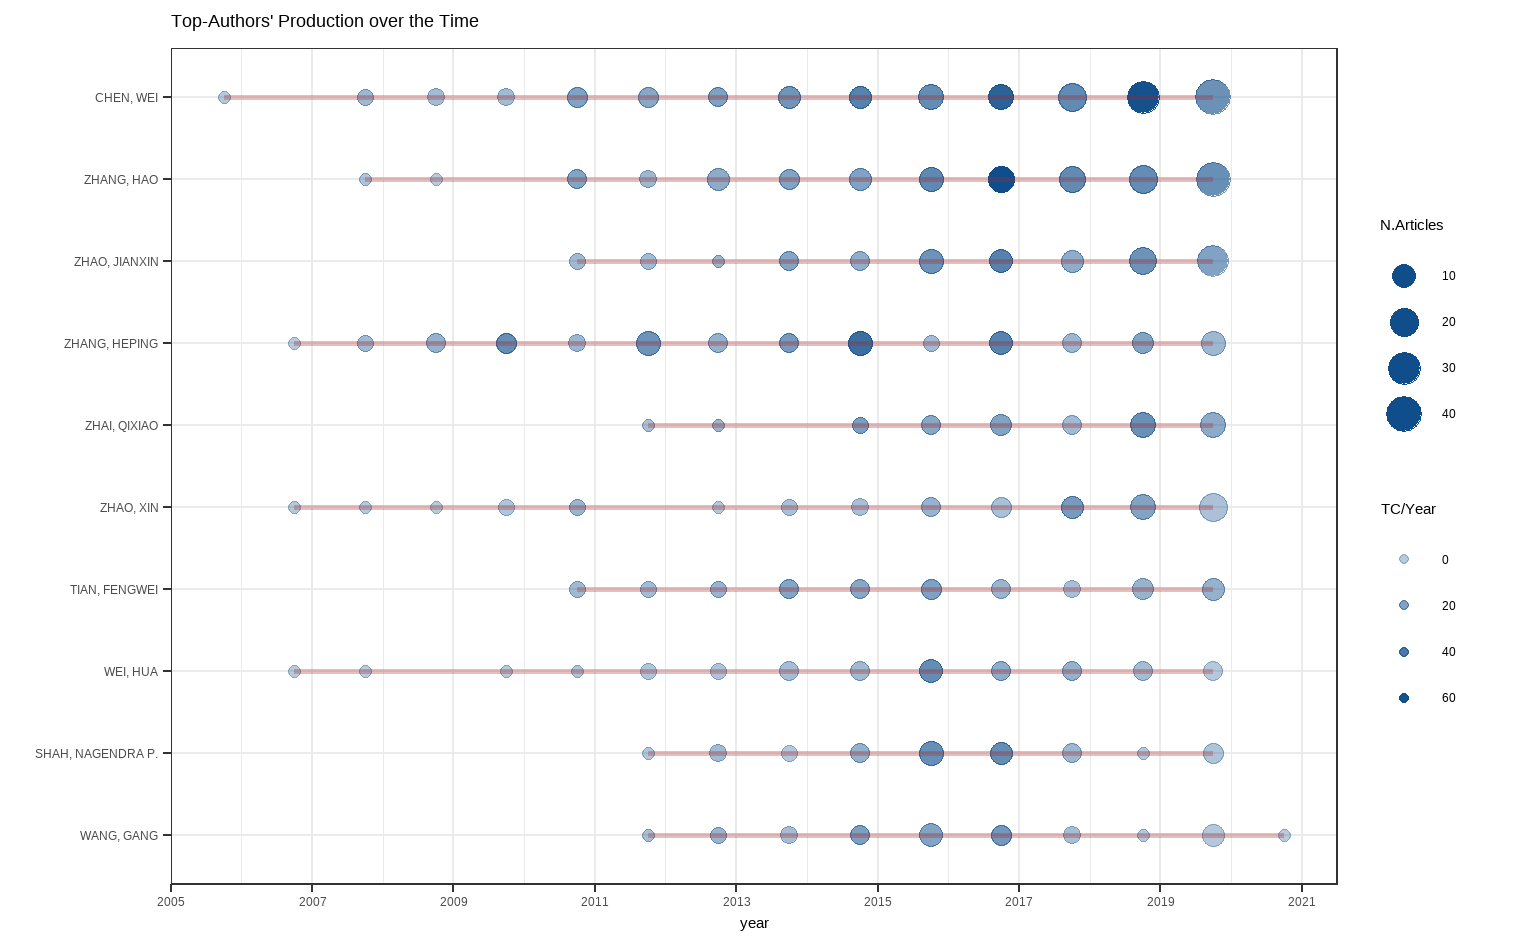 Top-Authors' Production over the Time
CHEN, WEI
ZHANG, HAO
ZHAO, JIANXIN
ZHANG, HEPING
ZHAI, QIXIAO
ZHAO, XIN
TIAN, FENGWEI
WEI, HUA
SHAH, NAGENDRA P.
WANG, GANG
2005 2007 2009 2011 2013 2015 2017 2019 2021
year
N.Articles
10
20
30
40
TC/Year
0
20
40
60